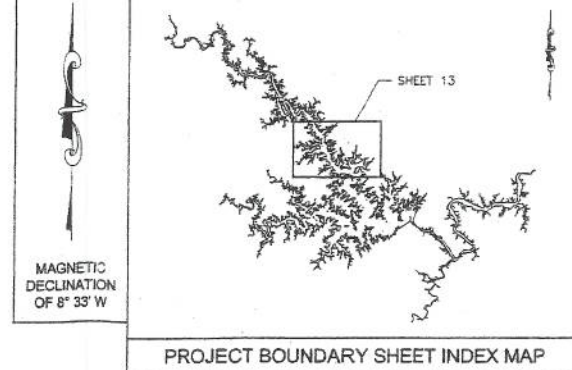 SHEET 13
MAGNETIC
DECLINATION
OF 8° 33' W
PROJECT BOUNDARY SHEET INDEX MAP